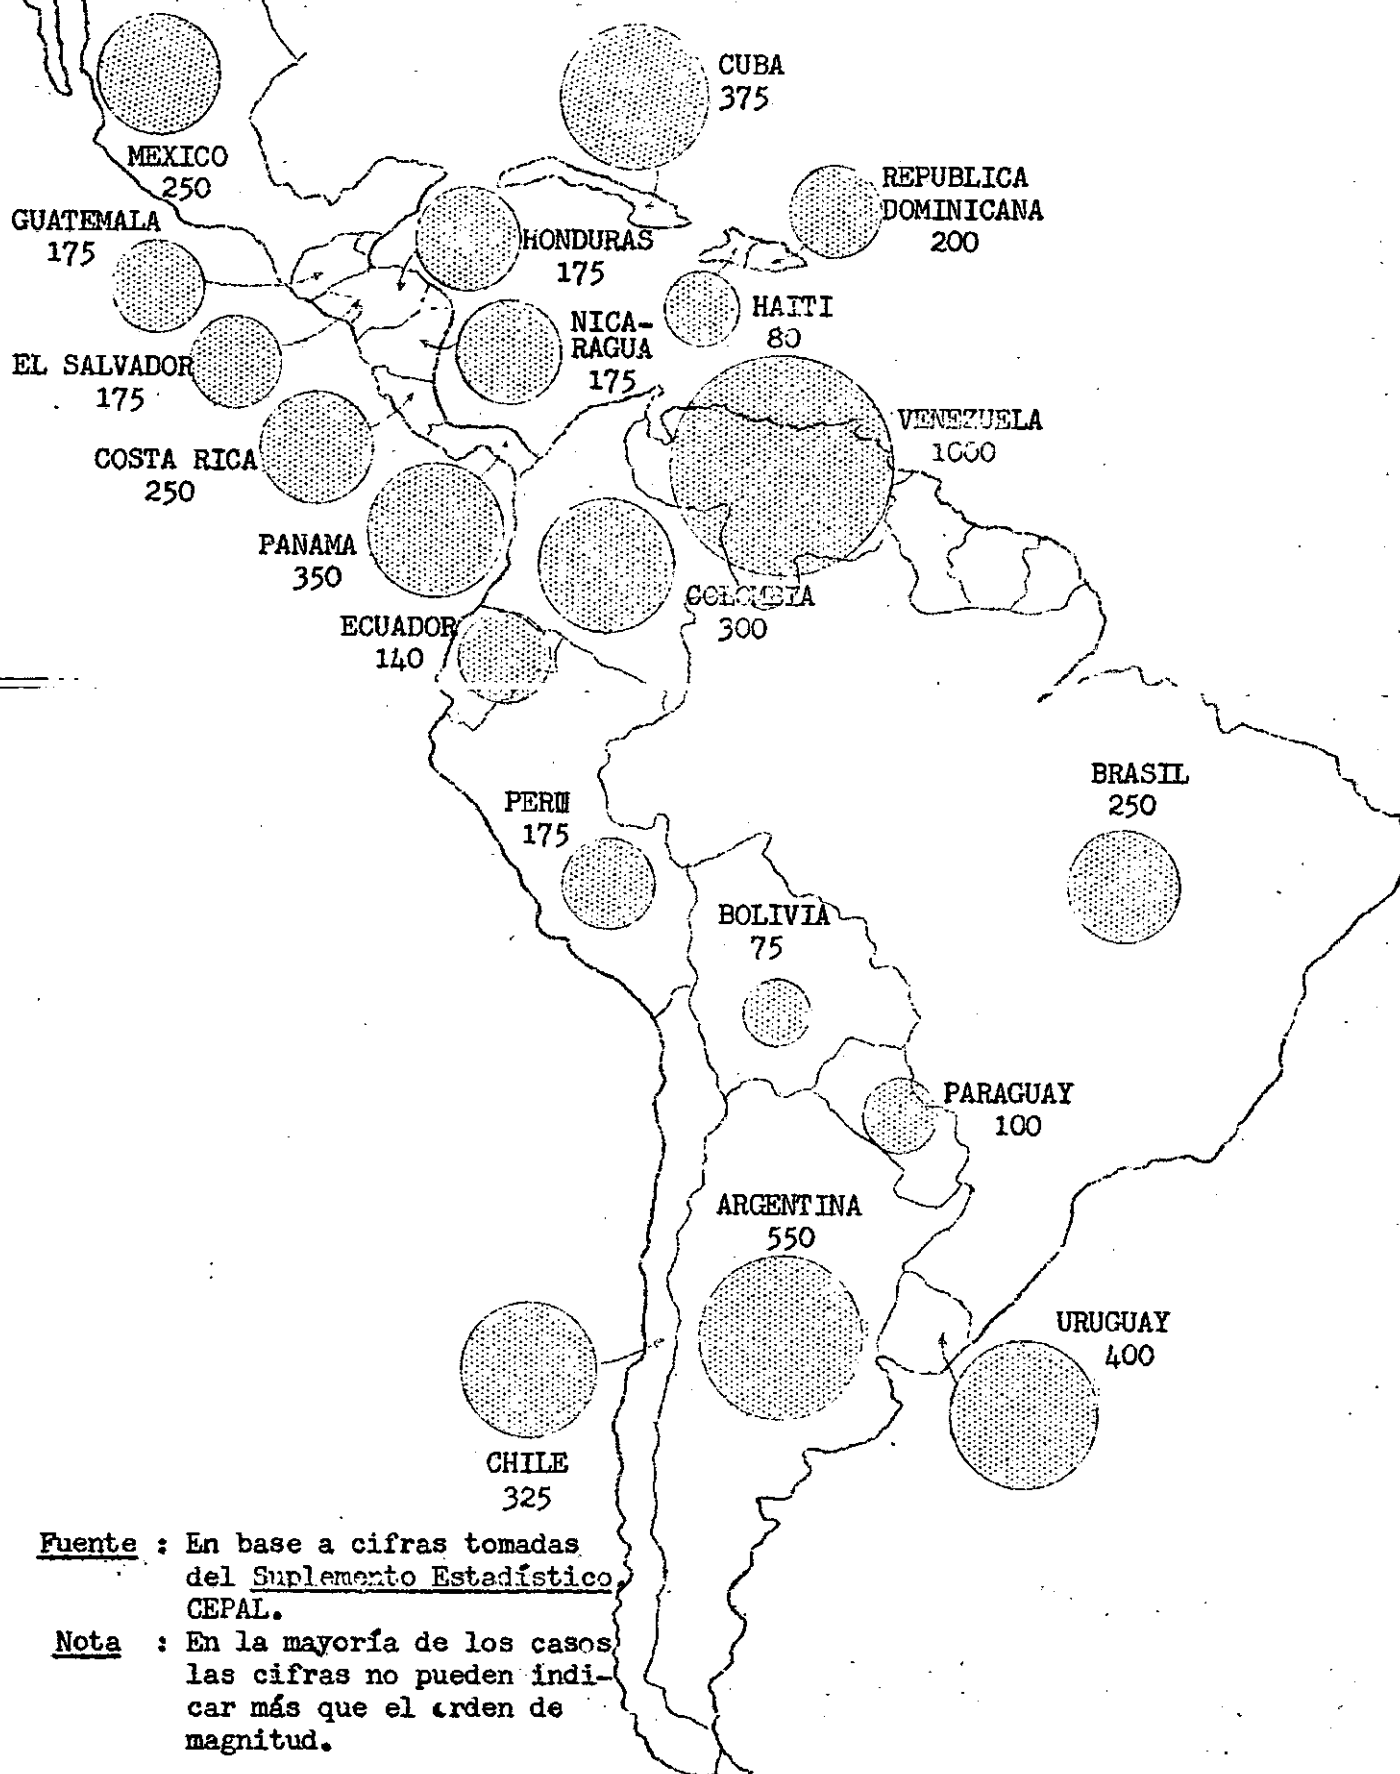 CUBA
375
MEXICO
250
REPUBLICA
DOMINICANA
200
GUATEMALA
175
HONDURAS
175
HAITI
80
NICA-
RAGUA
175
EL SALVADOR
175
VENEZUELA
1000
COSTA RICA
250
PANAMA
350
COLOMBIA
300
ECUADOR
140
BRASIL
250
PERU
175
BOLIVIA
75
PARAGUAY
100
ARGENTINA
550
URUGUAY
400
CHILE
325
Fuente : En base a cifras tomadas
del Suplemento Estadístico,
CEPAL.
Nota : En la mayoría de los casos
las cifras no pueden indi-
car más que el orden de
magnitud.